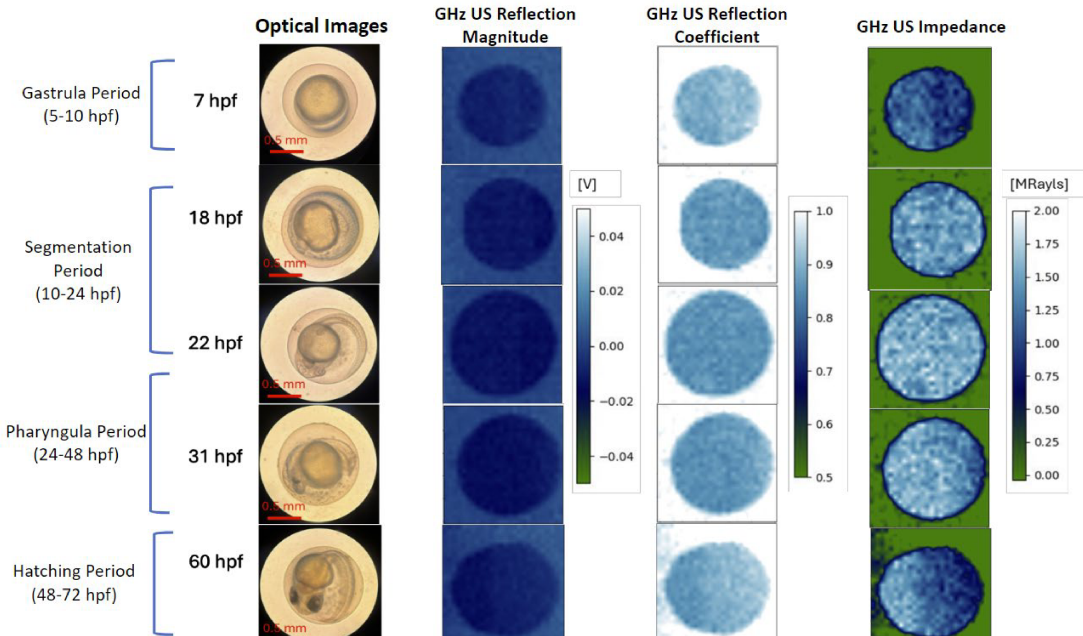 Optical Images
GHz US Reflection
Magnitude
GHz US Reflection
Coefficient
GHz US Impedance
Gastrula Period
(5-10 hpf)
7 hpf
0.5 mm
Segmentation
Period
(10-24 hpf)
18 hpf
0.5 mm
22 hpf
0.5 mm
Pharyngula Period
(24-48 hpf)
31 hpf
0.5 mm
Hatching Period
(48-72 hpf)
60 hpf
0.5 mm
[V]
0.04
0.02
0.00
−0.02
−0.04
1.0
0.9
0.8
0.7
0.6
0.5
[MRayls]
2.00
1.75
1.50
1.25
1.00
0.75
0.50
0.25
0.00